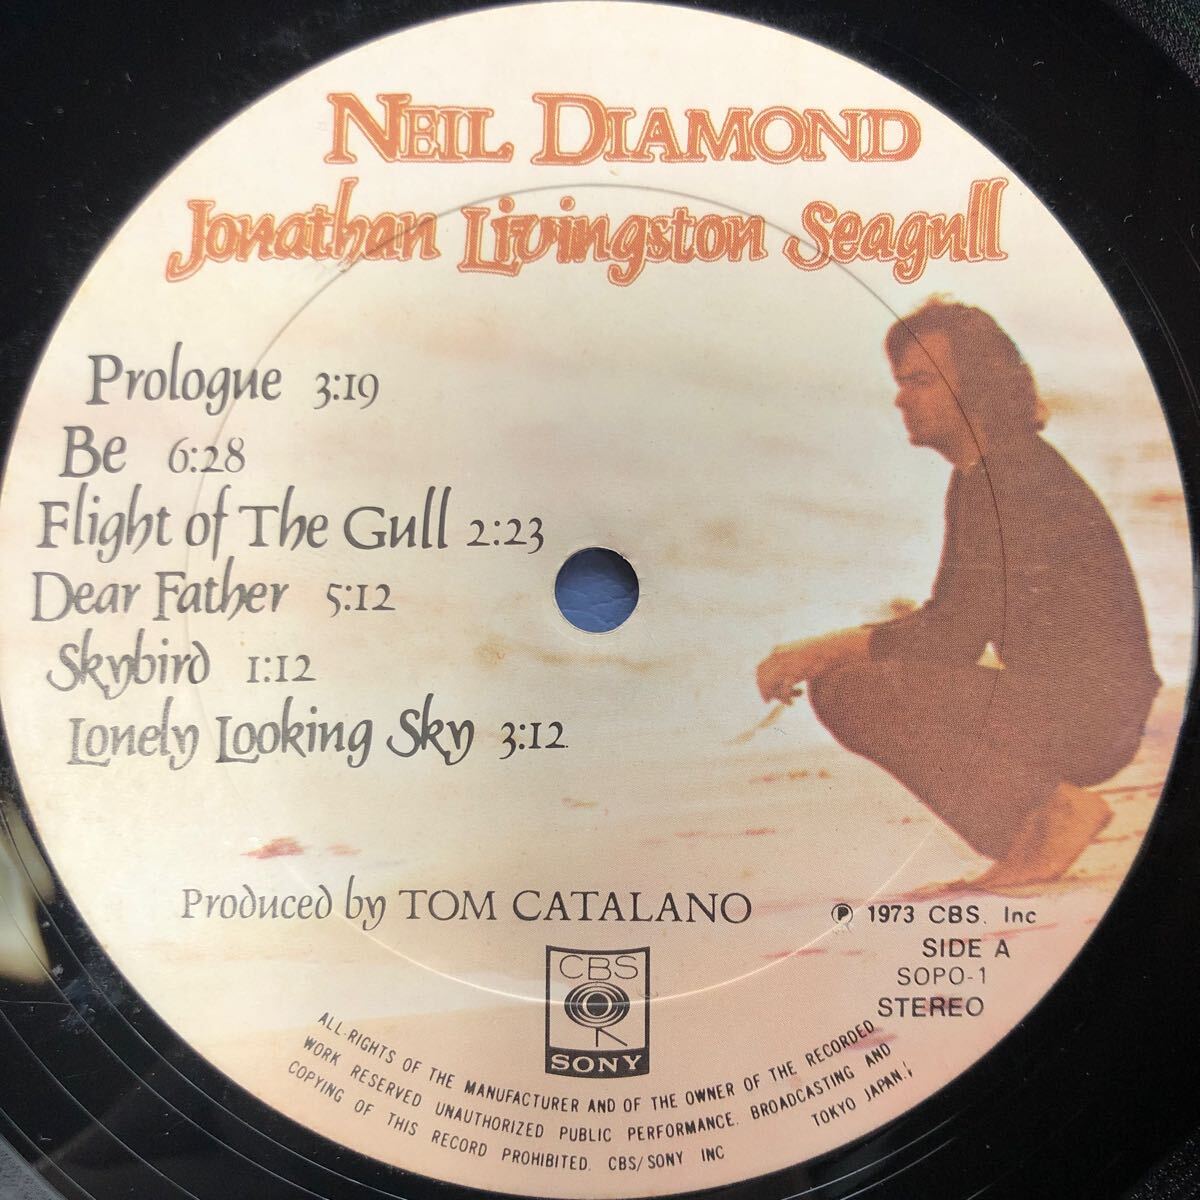 NEIL DIAMOND
Jonathan Livingston Seagull
Prologue 3:19
Be 6:28
Flight of The Gull 2:23
Dear Father 5:12
Skybird 1:12
Lonely Looking Sky 3:12
Produced by TOM CATALANO
Ⓟ 1973 CBS. Inc
SIDE A
SOPO-1
STEREO
CBS
SONY
ALL RIGHTS OF THE MANUFACTURER AND OF THE OWNER OF THE RECORDED
WORK RESERVED UNAUTHORIZED PUBLIC PERFORMANCE. BROADCASTING AND
COPYING OF THIS RECORD PROHIBITED. CBS/SONY INC TOKYO JAPAN.